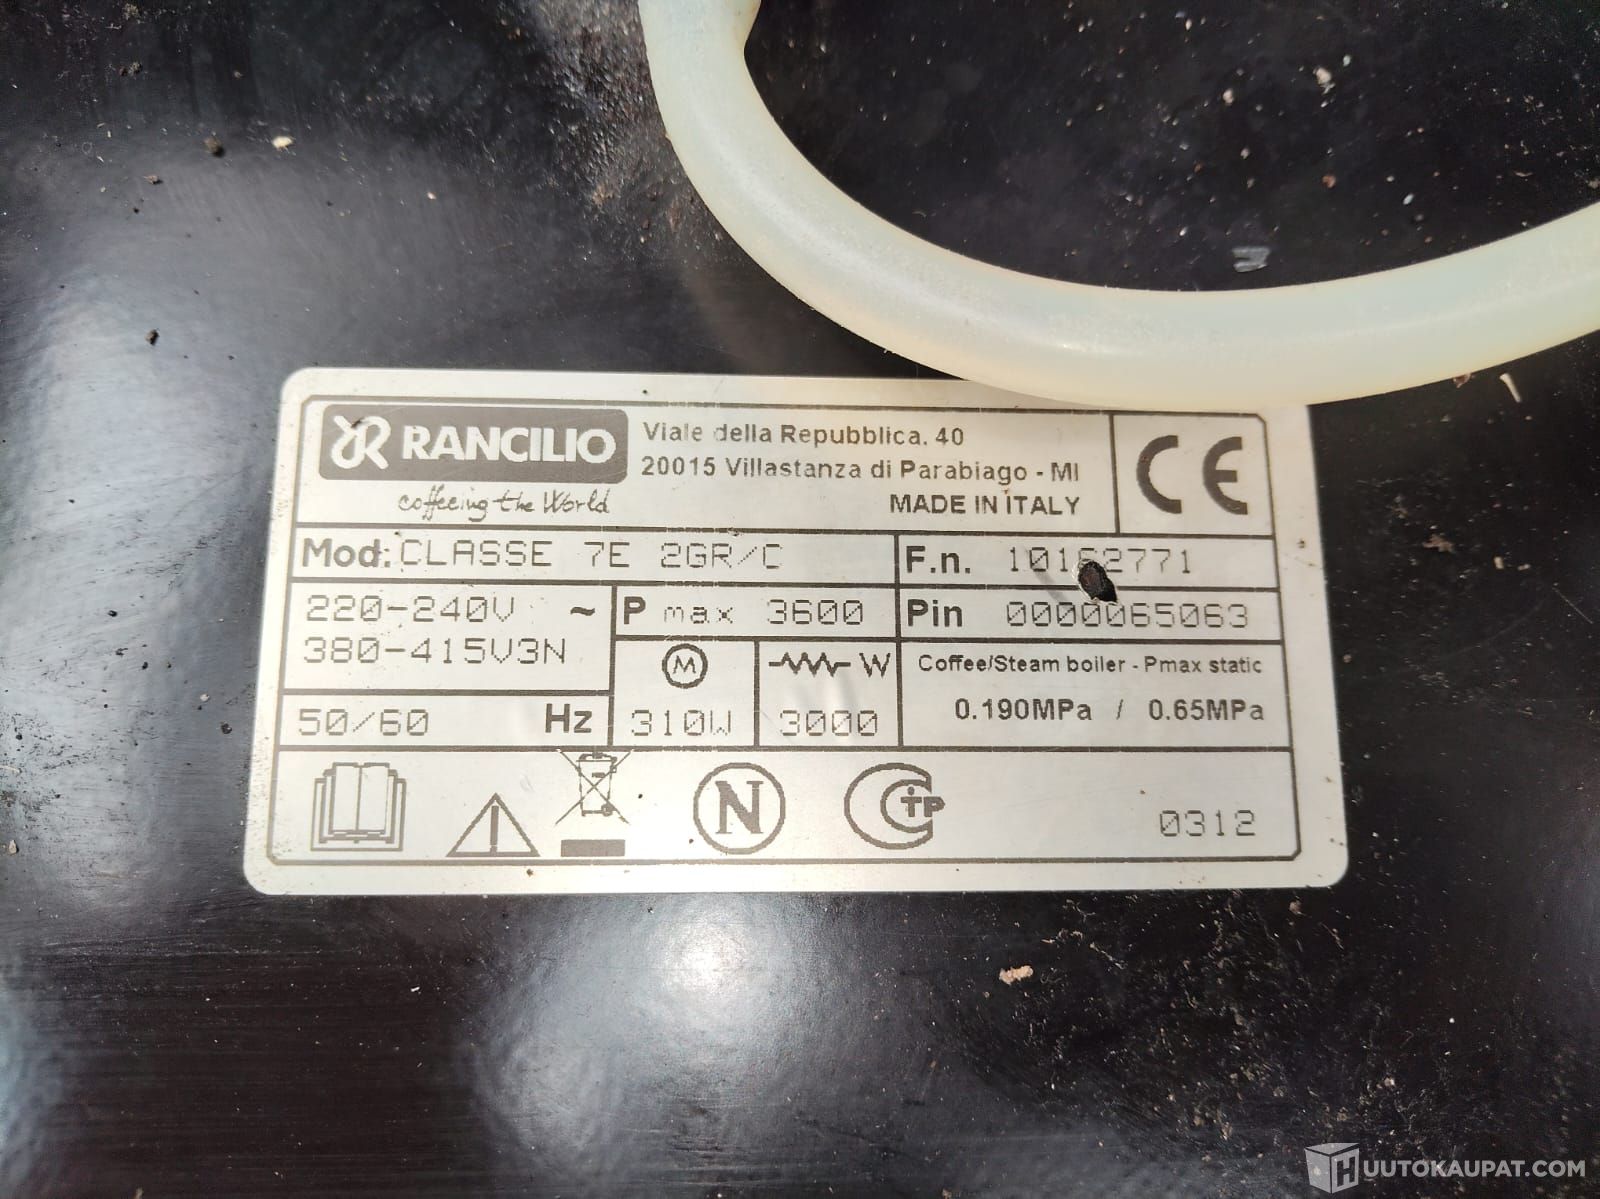 RANCILIO
coffeeing the World
Viale della Repubblica, 40
20015 Villastanza di Parabiago - MI
MADE IN ITALY
CE
Mod: CLASSE 7E 2GR/C
F.n.
220-240V ~
380-415V3N
50/60 Hz
P max 3600
M
310W
W
3000
Pin 0000065063
Coffee/Steam boiler - Pmax static
0.190MPa / 0.65MPa
N
0312
HUUTOKAUPAT.COM